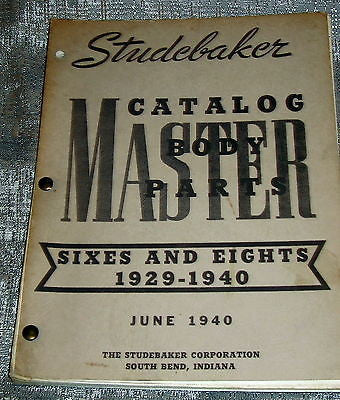 Studebaker
CATALOG
MASTER
BODY
PARTS
SIXES AND EIGHTS
1929-1940
JUNE 1940
THE STUDEBAKER CORPORATION
SOUTH BEND, INDIANA